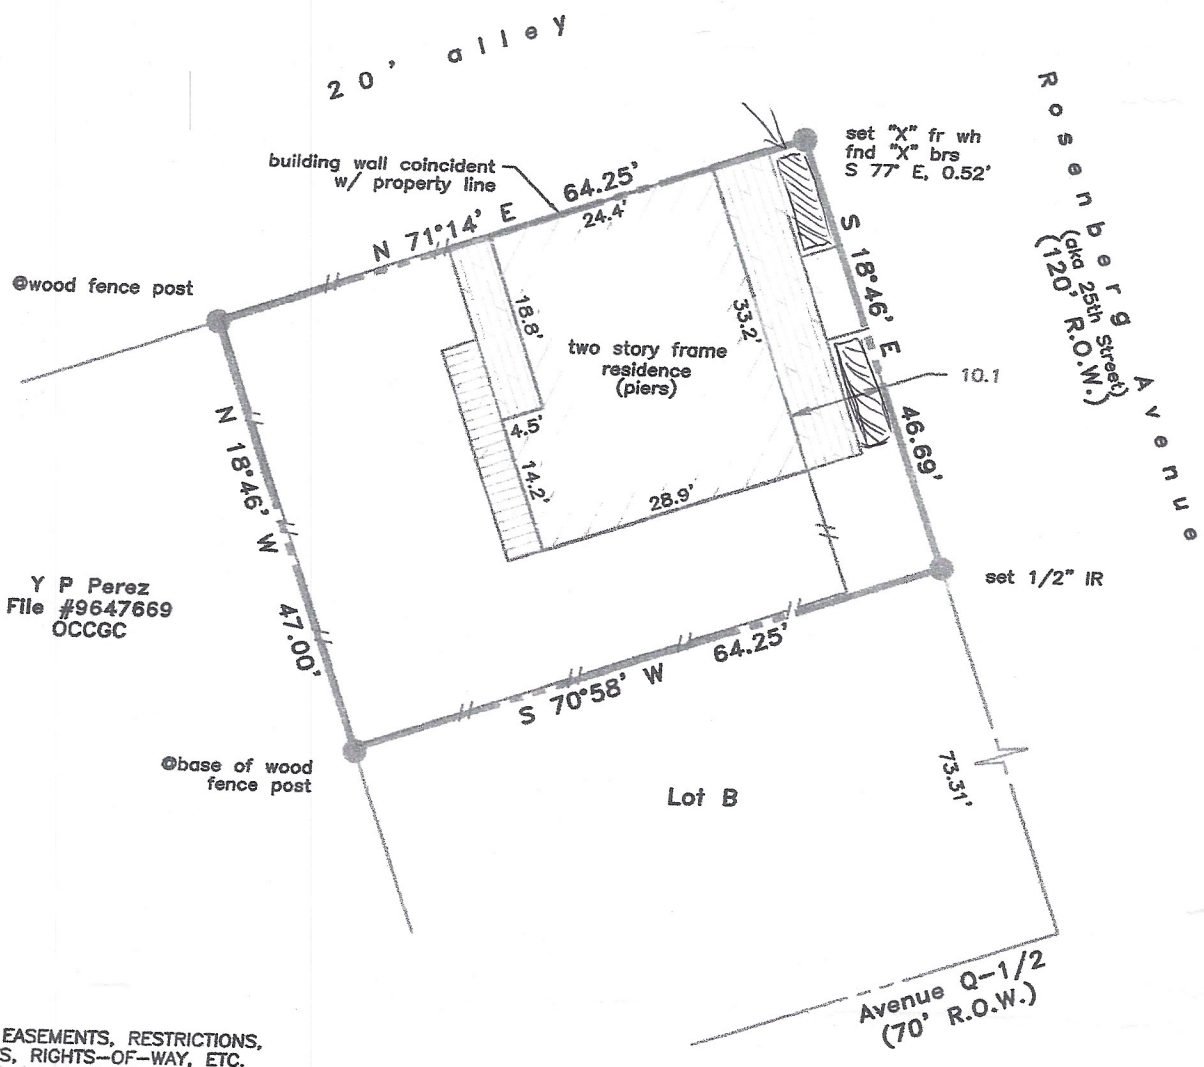 20' alley
Rosenberg Avenue
(aka 25th Street)
(120' R.O.W.)
set "X" fr wh
fnd "X" brs
S 77° E, 0.52'
building wall coincident
w/ property line
64.25'
24.4'
N 71°14' E
S 18°46' E
46.69'
@wood fence post
18.8'
33.2'
two story frame
residence
(piers)
10.1
4.5'
14.2'
28.9'
N 18°46' W
47.00'
Y P Perez
File #9647669
OCCGC
set 1/2" IR
S 70°58' W
64.25'
@base of wood
fence post
Lot B
73.31'
Avenue Q-1/2
(70' R.O.W.)
EASEMENTS, RESTRICTIONS,
S, RIGHTS-OF-WAY, ETC.